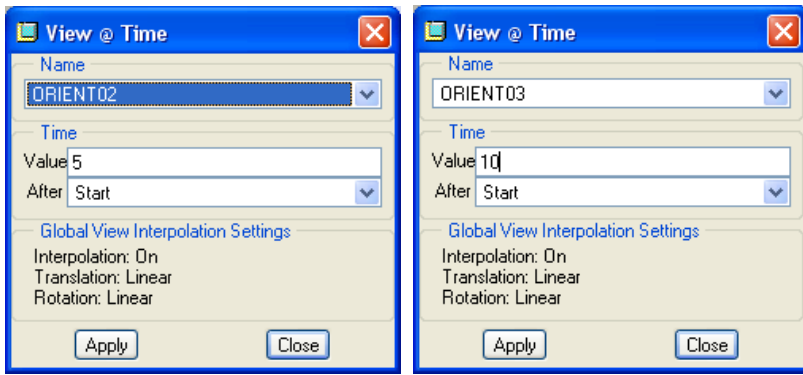 View @ Time
Name
ORIENT02
Time
Value 5
After Start
Global View Interpolation Settings
Interpolation: On
Translation: Linear
Rotation: Linear
Apply Close
View @ Time
Name
ORIENT03
Time
Value 10
After Start
Global View Interpolation Settings
Interpolation: On
Translation: Linear
Rotation: Linear
Apply Close